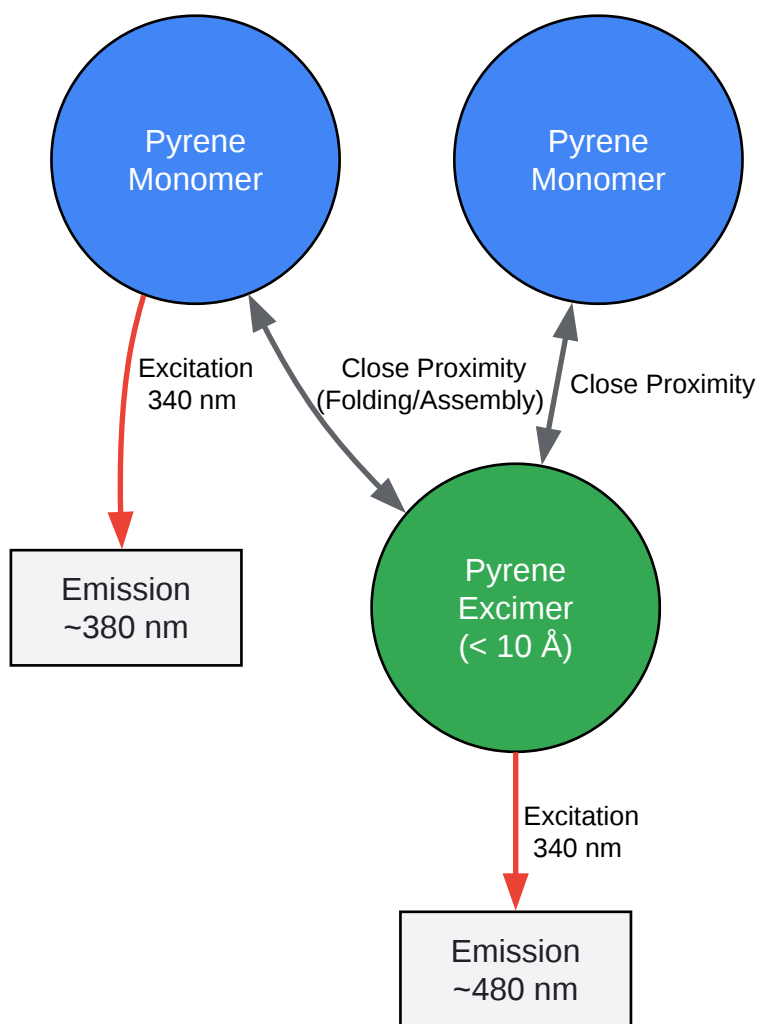 Pyrene
Monomer
Pyrene
Monomer
Excitation
340 nm
Close Proximity
(Folding/Assembly)
Close Proximity
Emission
~380 nm
Pyrene
Excimer
(< 10 Å)
Excitation
340 nm
Emission
~480 nm